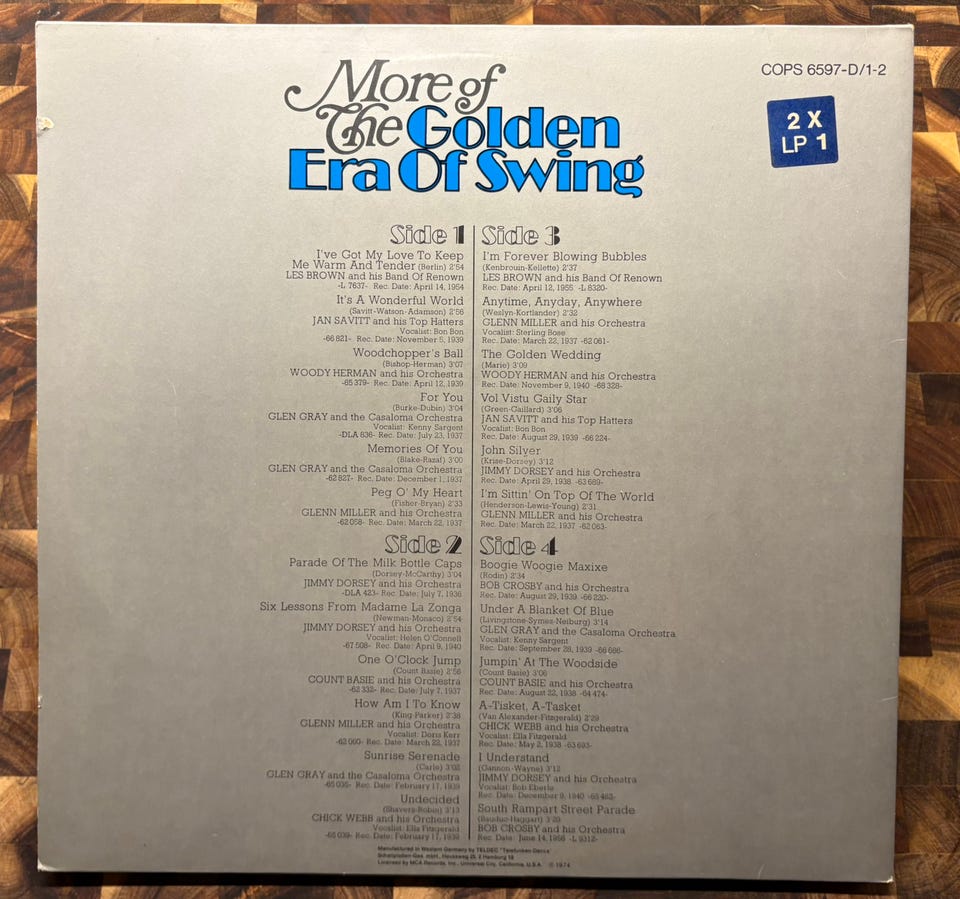 More of
The Golden
Era Of Swing
COPS 6597-D/1-2
2 X
LP 1
Side 1
I've Got My Love To Keep
Me Warm And Tender (Berlin) 2'54
LES BROWN and his Band Of Renown
-L 7637- Rec. Date: April 14, 1954
It's A Wonderful World
(Savitt-Watson-Adamson) 2'56
JAN SAVITT and his Top Hatters
Vocalist: Bon Bon
-66 821- Rec. Date: November 5, 1939
Woodchopper's Ball
(Bishop-Herman) 3'07
WOODY HERMAN and his Orchestra
-65 379- Rec. Date: April 12, 1939
For You
(Burke-Dubin) 3'04
GLEN GRAY and the Casaloma Orchestra
Vocalist: Kenny Sargent
-DLA 836- Rec. Date: July 23, 1937
Memories Of You
(Blake-Razaf) 3'00
GLEN GRAY and the Casaloma Orchestra
-62 827- Rec. Date: December 1, 1937
Peg O' My Heart
(Fisher-Bryan) 2'33
GLENN MILLER and his Orchestra
-62 058- Rec. Date: March 22, 1937
Side 2
Parade Of The Milk Bottle Caps
(Dorsey-McCarthy) 3'04
JIMMY DORSEY and his Orchestra
-DLA 423- Rec. Date: July 7, 1936
Six Lessons From Madame La Zonga
(Newman-Monaco) 2'54
JIMMY DORSEY and his Orchestra
Vocalist: Helen O'Connell
-67 508- Rec. Date: April 9, 1940
One O'Clock Jump
(Count Basie) 2'56
COUNT BASIE and his Orchestra
-62 332- Rec. Date: July 7, 1937
How Am I To Know
(King-Parker) 2'38
GLENN MILLER and his Orchestra
Vocalist: Doris Kerr
-62 060- Rec. Date: March 22, 1937
Sunrise Serenade
(Carle) 3'02
GLEN GRAY and the Casaloma Orchestra
-65 035- Rec. Date: February 17, 1939
Undecided
(Shavers-Robin) 3'13
CHICK WEBB and his Orchestra
Vocalist: Ella Fitzgerald
-65 039- Rec. Date: February 17, 1939
Side 3
I'm Forever Blowing Bubbles
(Kenbrouin-Kellette) 2'37
LES BROWN and his Band Of Renown
Rec. Date: April 12, 1955 -L 8320-
Anytime, Anyday, Anywhere
(Weslyn-Kortlander) 2'32
GLENN MILLER and his Orchestra
Vocalist: Sterling Bose
Rec. Date: March 22, 1937 -62 061-
The Golden Wedding
(Marie) 3'09
WOODY HERMAN and his Orchestra
Rec. Date: November 9, 1940 -68 328-
Vol Vistu Gaily Star
(Green-Gaillard) 3'06
JAN SAVITT and his Top Hatters
Vocalist: Bon Bon
Rec. Date: August 29, 1939 -66 224-
John Silver
(Krise-Dorsey) 3'12
JIMMY DORSEY and his Orchestra
Rec. Date: April 29, 1938 -63 689-
I'm Sittin' On Top Of The World
(Henderson-Lewis-Young) 2'31
GLENN MILLER and his Orchestra
Rec. Date: March 22, 1937 -62 063-
Side 4
Boogie Woogie Maxixe
(Rodin) 2'34
BOB CROSBY and his Orchestra
Rec. Date: August 29, 1939 -66 220-
Under A Blanket Of Blue
(Livingstone-Symes-Neiburg) 3'14
GLEN GRAY and the Casaloma Orchestra
Vocalist: Kenny Sargent
Rec. Date: September 28, 1939 -66 686-
Jumpin' At The Woodside
(Count Basie) 3'06
COUNT BASIE and his Orchestra
Rec. Date: August 22, 1938 -64 474-
A-Tisket, A-Tasket
(Van Alexander-Fitzgerald) 2'29
CHICK WEBB and his Orchestra
Vocalist: Ella Fitzgerald
Rec. Date: May 2, 1938 -63 693-
I Understand
(Gannon-Wayne) 3'12
JIMMY DORSEY and his Orchestra
Vocalist: Bob Eberle
Rec. Date: December 9, 1940
South Rampart Street Parade
(Bauduc-Haggart) 3'29
BOB CROSBY and his Orchestra
Rec. Date: June 14, 1956 -L 9312-
Manufactured in Western Germany by TELDEC "Telefunken-Decca"
Schallplatten-Ges. mbH., Heussweg 25, 2 Hamburg 19
Licensed by MCA Records, Inc., Universal City, California, U.S.A. ℗ 1974